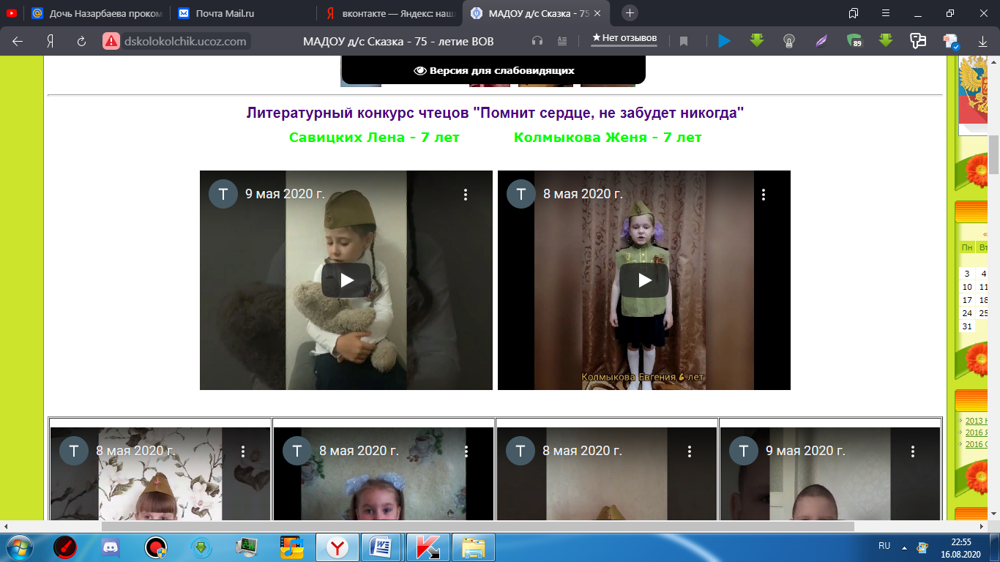 Дочь Назарбаева проком
Почта Mail.ru
вконтакте — Яндекс: наш
МАДОУ д/с Сказка - 75
dskolokolchik.ucoz.com
МАДОУ д/с Сказка - 75 - летие ВОВ
★Нет отзывов
89
Версия для слабовидящих
Литературный конкурс чтецов "Помнит сердце, не забудет никогда"
Савицких Лена - 7 лет
Колмыкова Женя - 7 лет
T 9 мая 2020 г.
T 8 мая 2020 г.
Колмыкова Евгения 6 лет
«
Пн Вт
3 4
10 11
17 18
24 25
31
2013 Н
2016 Я
2016 С
T 8 мая 2020 г.
T 8 мая 2020 г.
T 8 мая 2020 г.
T 9 мая 2020 г.
RU
22:55
16.08.2020